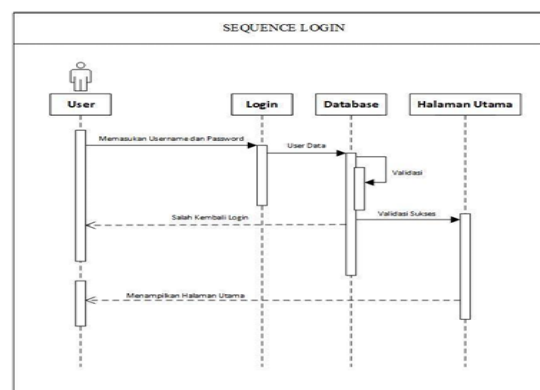 SEQUENCE LOGIN
User
Login
Database
Halaman Utama
Memasukan Username dan Password
User Data
Validasi
Salah Kembaili Login
Validasi Sukses
Menampilkan Halaman Utama